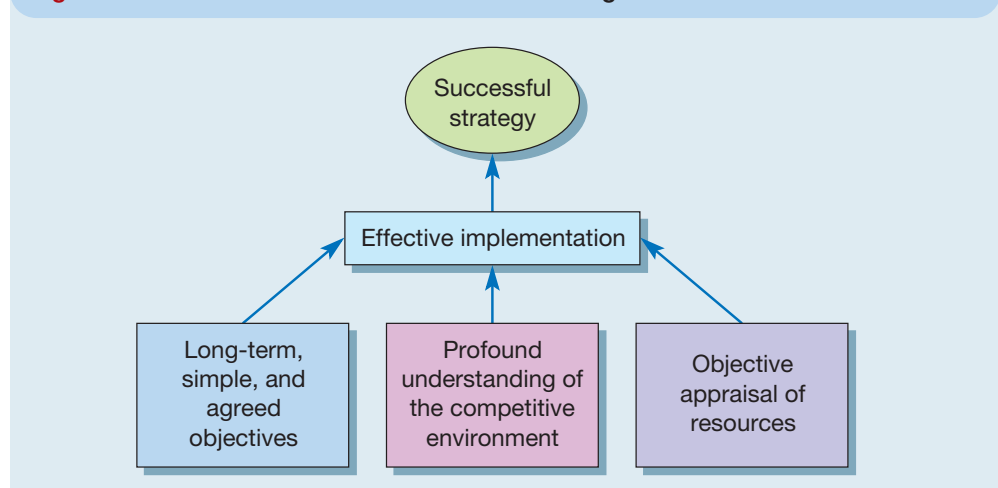 Successful
strategy
Effective implementation
Long-term,
simple, and
agreed
objectives
Profound
understanding of
the competitive
environment
Objective
appraisal of
resources